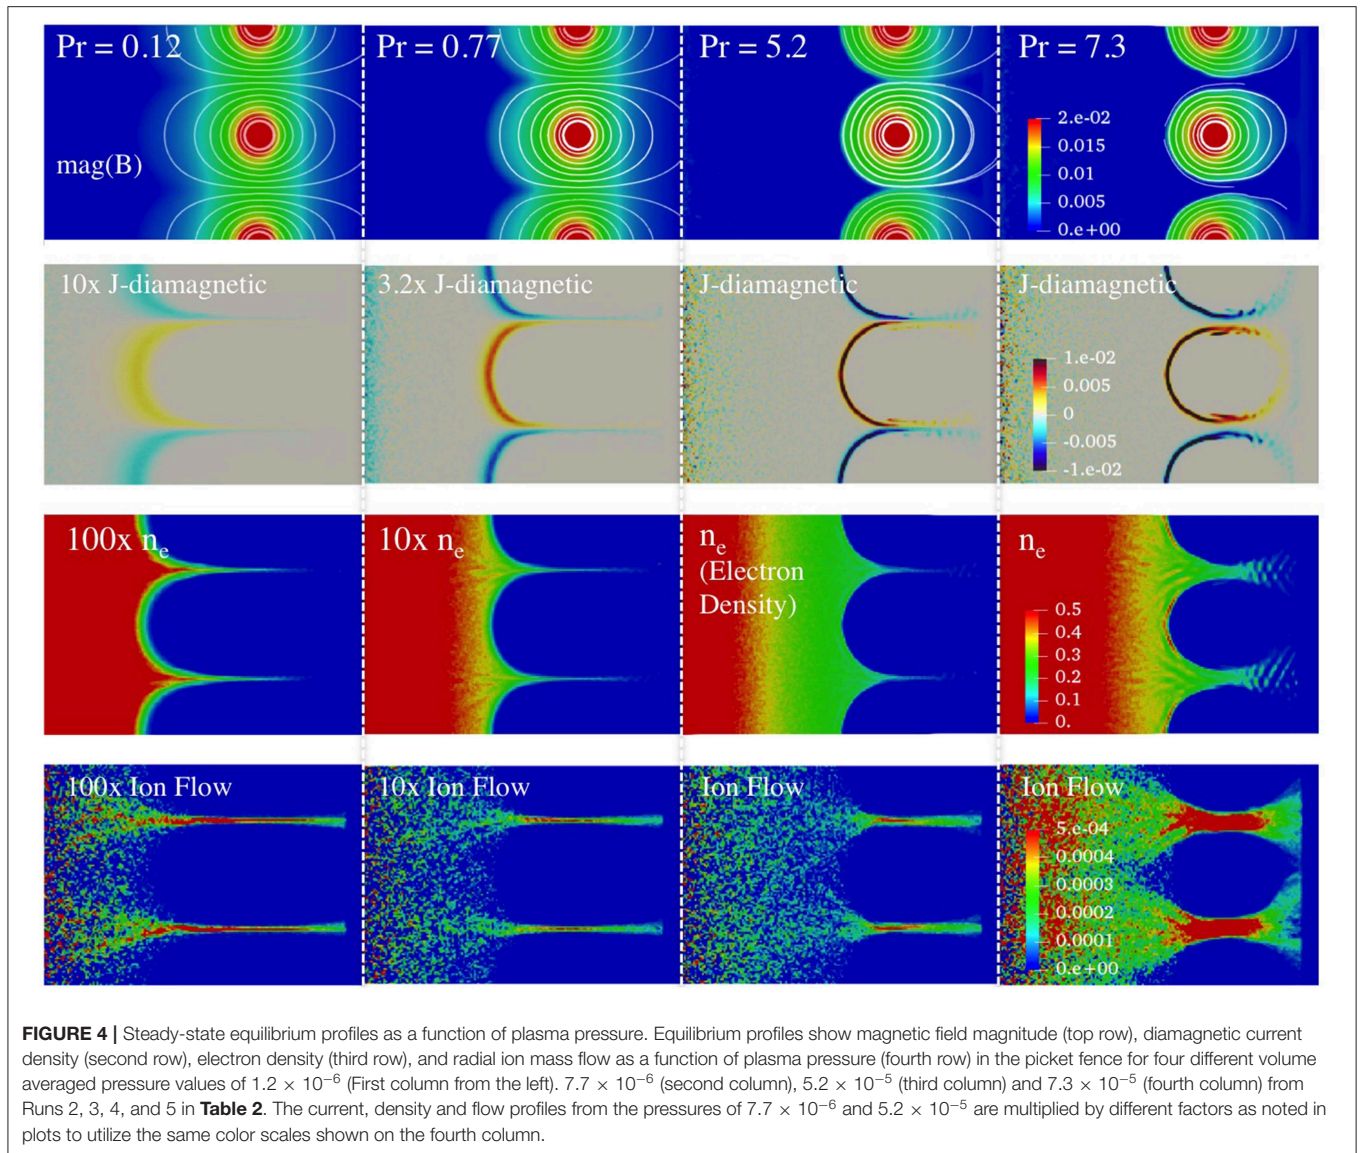 Pr = 0.12
Pr = 0.77
Pr = 5.2
Pr = 7.3
mag(B)
2.e-02
0.015
0.01
0.005
0.e+00
10x J-diamagnetic
3.2x J-diamagnetic
J-diamagnetic
J-diamagnetic
1.e-02
0.005
0
-0.005
-1.e-02
100x ne
10x ne
ne
(Electron
Density)
ne
0.5
0.4
0.3
0.2
0.1
0.
100x Ion Flow
10x Ion Flow
Ion Flow
Ion Flow
5.e-04
0.0004
0.0003
0.0002
0.0001
0.e+00
FIGURE 4 | Steady-state equilibrium profiles as a function of plasma pressure. Equilibrium profiles show magnetic field magnitude (top row), diamagnetic current
density (second row), electron density (third row), and radial ion mass flow as a function of plasma pressure (fourth row) in the picket fence for four different volume
averaged pressure values of 1.2 × 10⁻⁶ (First column from the left). 7.7 × 10⁻⁶ (second column), 5.2 × 10⁻⁵ (third column) and 7.3 × 10⁻⁵ (fourth column) from
Runs 2, 3, 4, and 5 in Table 2. The current, density and flow profiles from the pressures of 7.7 × 10⁻⁶ and 5.2 × 10⁻⁵ are multiplied by different factors as noted in
plots to utilize the same color scales shown on the fourth column.